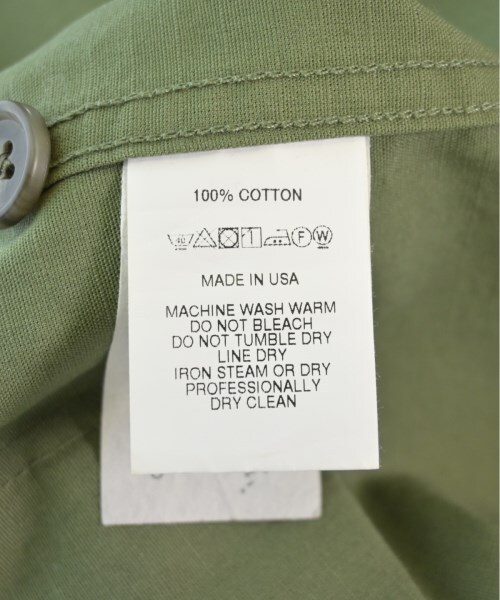 100% COTTON
40 F W
MADE IN USA
MACHINE WASH WARM
DO NOT BLEACH
DO NOT TUMBLE DRY
LINE DRY
IRON STEAM OR DRY
PROFESSIONALLY
DRY CLEAN